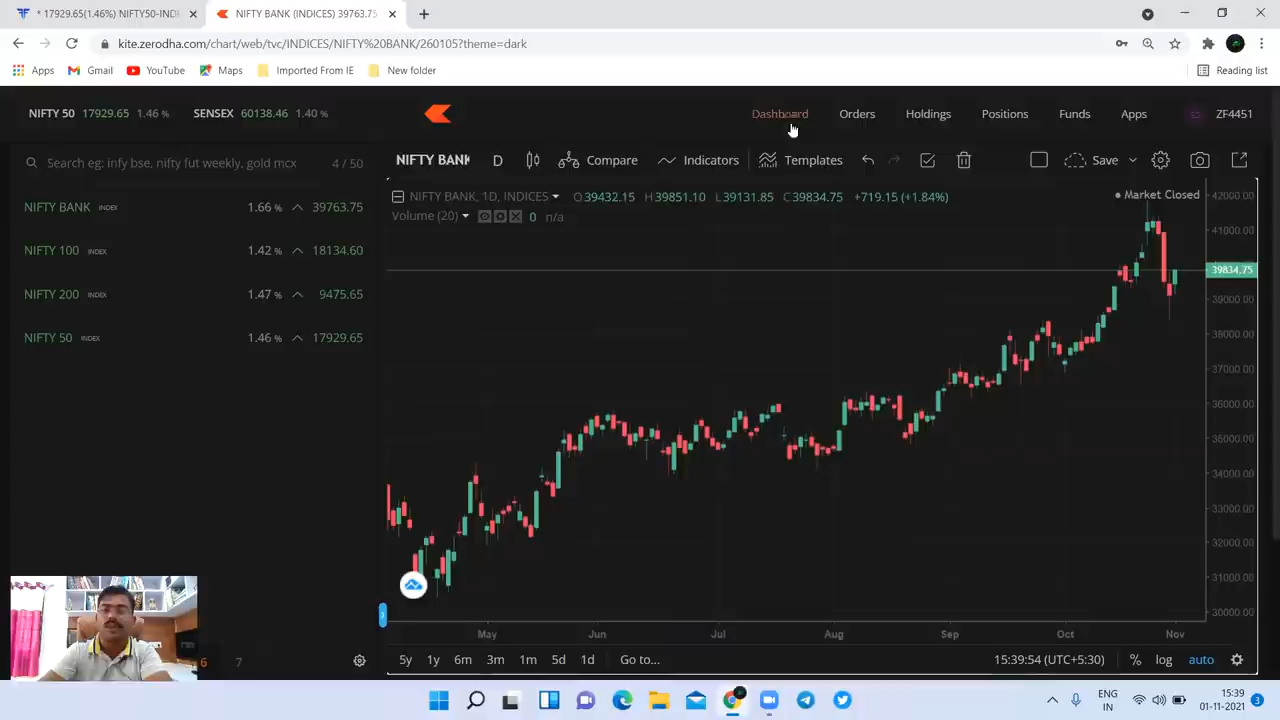 * 17929.65(1.46%) NIFTY50-IND
NIFTY BANK (INDICES) 39763.75
kite.zerodha.com/chart/web/tvc/INDICES/NIFTY%20BANK/260105?theme=dark
Apps Gmail YouTube Maps Imported From IE New folder Reading list
NIFTY 50 17929.65 1.46 % SENSEX 60138.46 1.40 % Dashboard Orders Holdings Positions Funds Apps ZF4451
Search eg: infy bse, nifty fut weekly, gold mcx 4 / 50
NIFTY BANK D Compare Indicators Templates Save
NIFTY BANK INDEX 1.66 % 39763.75
NIFTY 100 INDEX 1.42 % 18134.60
NIFTY 200 INDEX 1.47 % 9475.65
NIFTY 50 INDEX 1.46 % 17929.65
NIFTY BANK, 1D, INDICES O39432.15 H39851.10 L39131.85 C39834.75 +719.15 (+1.84%)
Market Closed
Volume (20) 0 n/a
42000.00
41000.00
39834.75
39000.00
38000.00
37000.00
36000.00
35000.00
34000.00
33000.00
32000.00
31000.00
30000.00
May Jun Jul Aug Sep Oct Nov
6 7
5y 1y 6m 3m 1m 5d 1d Go to... 15:39:54 (UTC+5:30) % log auto
ENG
IN
15:39
01-11-2021
3